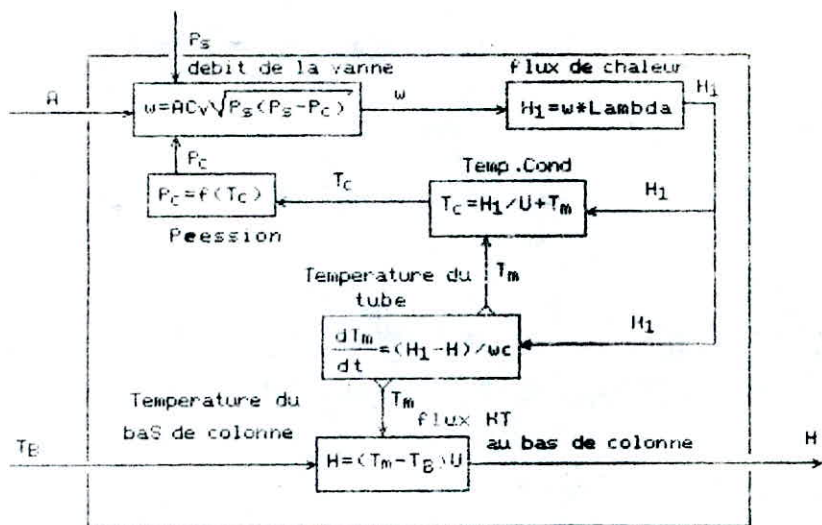 Ps
debit de la vanne
flux de chaleur
A
ω=ACv√Ps(Ps-Pc)
ω
H1=ω*Lambda
H1
Pc
Temp.Cond
Pc=f(Tc)
Tc
Tc=H1/U+Tm
H1
Peession
Temperature du
tube
Tm
dTm/dt=(H1-H)/ωc
H1
Temperature du
baS de colonne
Tm
flux HT
au bas de colonne
TB
H=(Tm-TB)U
H